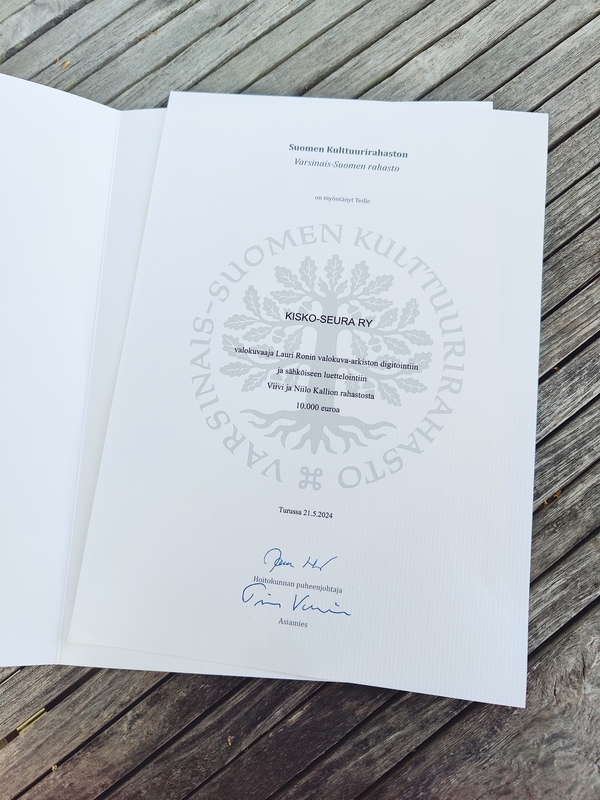 Suomen Kulttuurirahaston
Varsinais-Suomen rahasto
on myöntänyt Teille
VARSINAIS-SUOMEN KULTTUURIRAHASTO
KISKO-SEURA RY
valokuvaaja Lauri Ronin valokuva-arkiston digitointiin
ja sähköiseen luettelointiin
Viivi ja Niilo Kallion rahastosta
10.000 euroa
Turussa 21.5.2024
Hoitokunnan puheenjohtaja
Asiamies